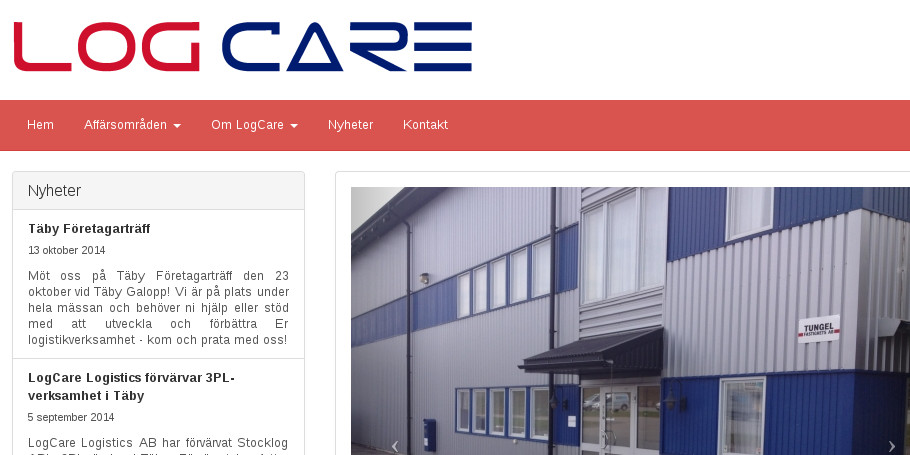 LOG CARE
Hem Affärsområden Om LogCare Nyheter Kontakt
Nyheter
Täby Företagarträff
13 oktober 2014
Möt oss på Täby Företagarträff den 23
oktober vid Täby Galopp! Vi är på plats under
hela mässan och behöver ni hjälp eller stöd
med att utveckla och förbättra Er
logistikverksamhet - kom och prata med oss!
LogCare Logistics förvärvar 3PL-
verksamhet i Täby
5 september 2014
LogCare Logistics AB har förvärvat Stocklog
TUNGEL
FASTIGHETS AB